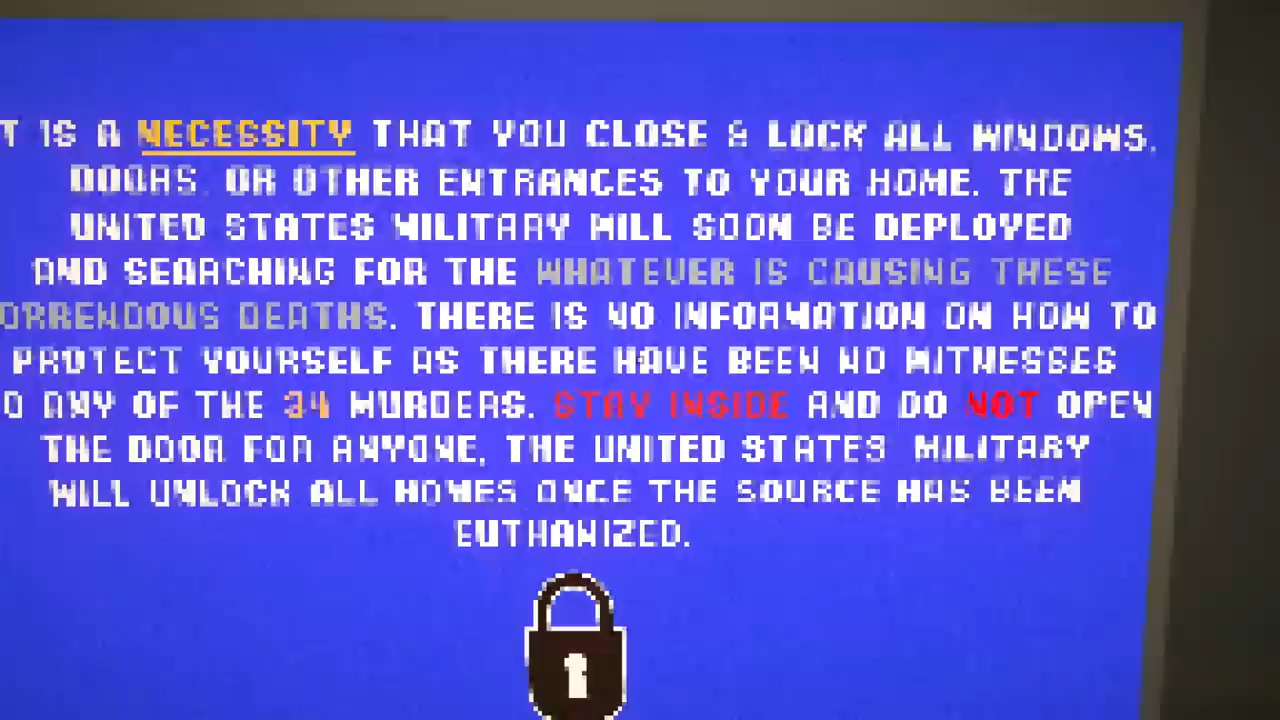 T IS A NECESSITY THAT YOU CLOSE & LOCK ALL WINDOWS,
DOORS, OR OTHER ENTRANCES TO YOUR HOME. THE
UNITED STATES MILITARY WILL SOON BE DEPLOYED
AND SEARCHING FOR THE WHATEVER IS CAUSING THESE
ORRENDOUS DEATHS. THERE IS NO INFORMATION ON HOW TO
PROTECT YOURSELF AS THERE HAVE BEEN NO WITNESSES
O ANY OF THE 34 MURDERS. STAY INSIDE AND DO NOT OPEN
THE DOOR FOR ANYONE, THE UNITED STATES MILITARY
WILL UNLOCK ALL HOMES ONCE THE SOURCE HAS BEEN
EUTHANIZED.